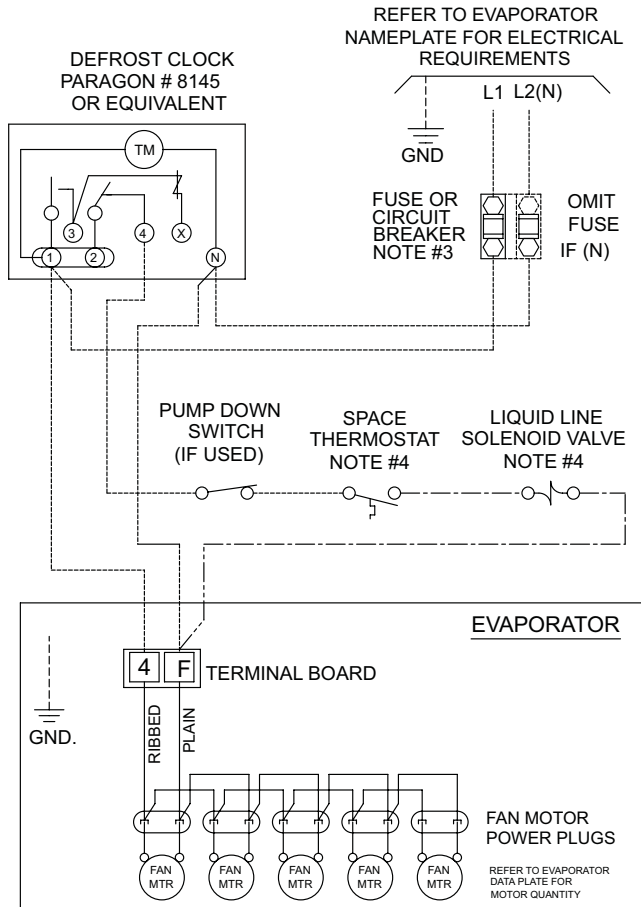 REFER TO EVAPORATOR
NAMEPLATE FOR ELECTRICAL
REQUIREMENTS
DEFROST CLOCK
PARAGON # 8145
OR EQUIVALENT
L1 L2(N)
GND
TM
3
4
X
1
2
N
FUSE OR
CIRCUIT
BREAKER
NOTE #3
OMIT
FUSE
IF (N)
PUMP DOWN
SWITCH
(IF USED)
SPACE
THERMOSTAT
NOTE #4
LIQUID LINE
SOLENOID VALVE
NOTE #4
EVAPORATOR
4 F
TERMINAL BOARD
GND.
RIBBED
PLAIN
FAN MOTOR
POWER PLUGS
FAN
MTR
FAN
MTR
FAN
MTR
FAN
MTR
FAN
MTR
REFER TO EVAPORATOR
DATA PLATE FOR
MOTOR QUANTITY